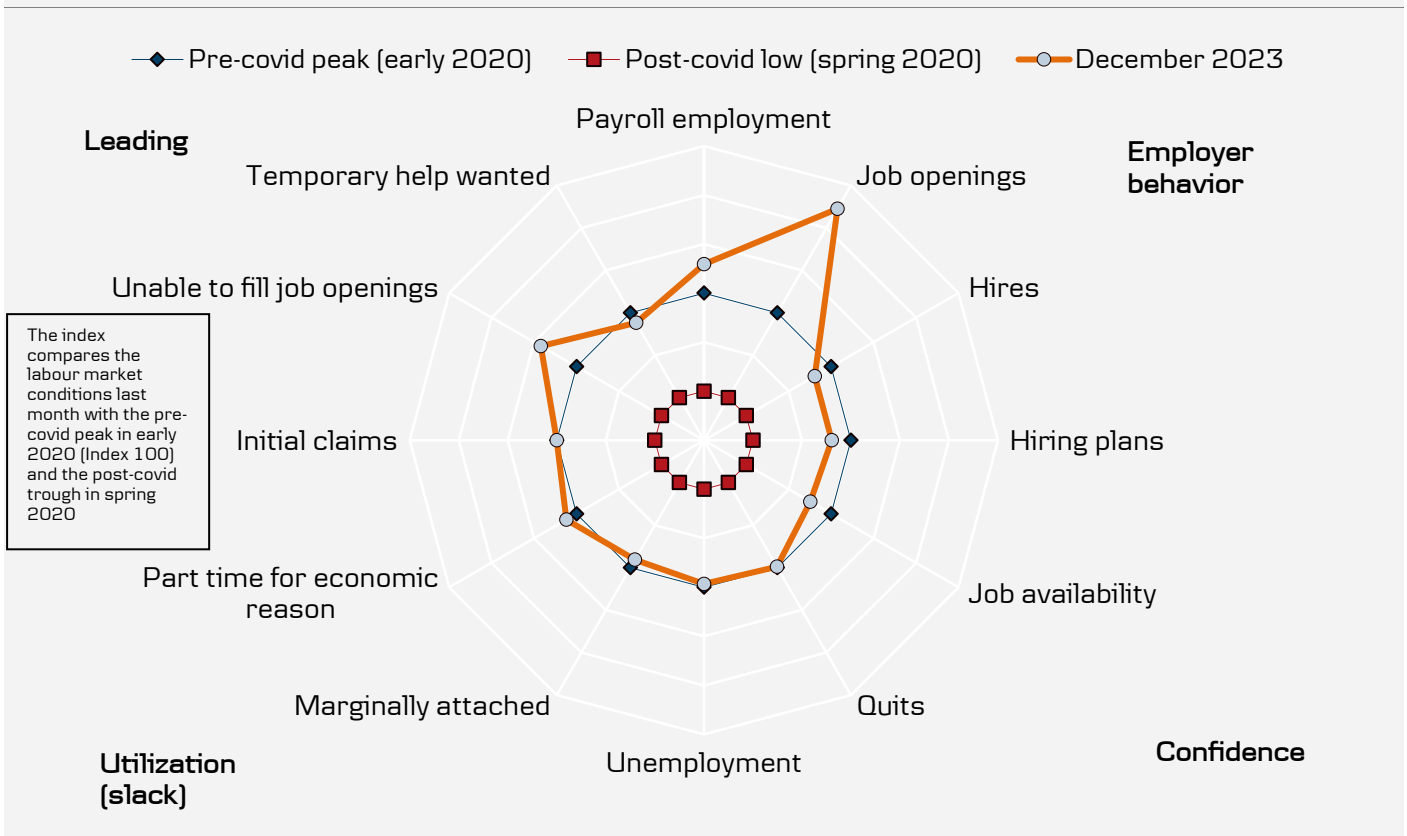 Pre-covid peak (early 2020)
Post-covid low (spring 2020)
December 2023
Leading
Employer
behavior
Payroll employment
Temporary help wanted
Job openings
Unable to fill job openings
Hires
The index
compares the
labour market
conditions last
month with the pre-
covid peak in early
2020 (Index 100)
and the post-covid
trough in spring
2020
Initial claims
Hiring plans
Part time for economic
reason
Job availability
Marginally attached
Quits
Unemployment
Utilization
(slack)
Confidence